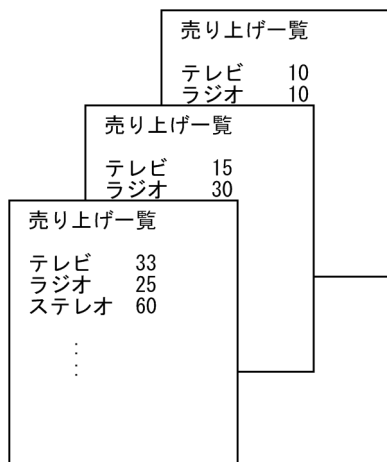 売り上げ一覧
テレビ 10
ラジオ 10
売り上げ一覧
テレビ 15
ラジオ 30
売り上げ一覧
テレビ 33
ラジオ 25
ステレオ 60
:
: